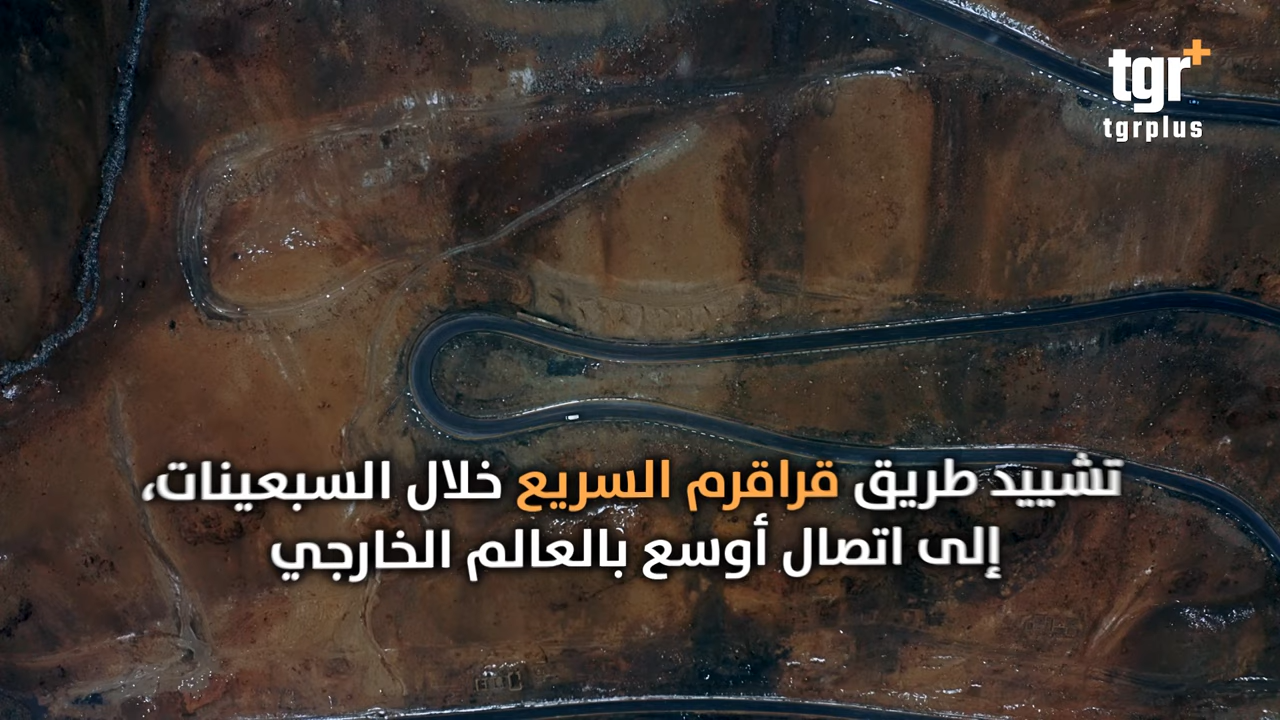 tgr+
tgrplus
تشييد طريق قراقرم السريع خلال السبعينات،
إلى اتصال أوسع بالعالم الخارجي